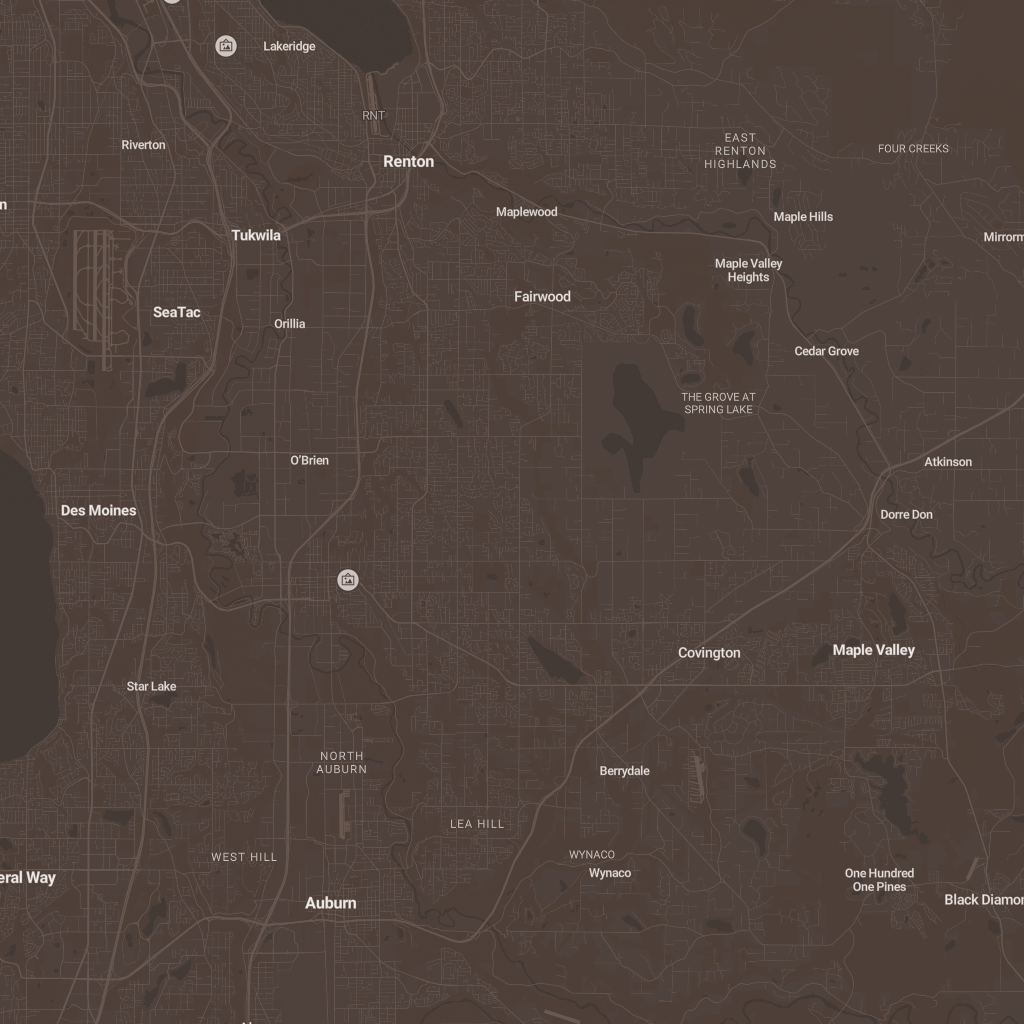 Lakeridge
RNT
Riverton
EAST
RENTON
HIGHLANDS
FOUR CREEKS
Renton
n
Maplewood
Maple Hills
Tukwila
Mirrorm
Maple Valley
Heights
Fairwood
SeaTac
Orillia
Cedar Grove
THE GROVE AT
SPRING LAKE
O'Brien
Atkinson
Des Moines
Dorre Don
Covington
Maple Valley
Star Lake
NORTH
AUBURN
Berrydale
LEA HILL
WEST HILL
WYNACO
Wynaco
eral Way
One Hundred
One Pines
Auburn
Black Diamon